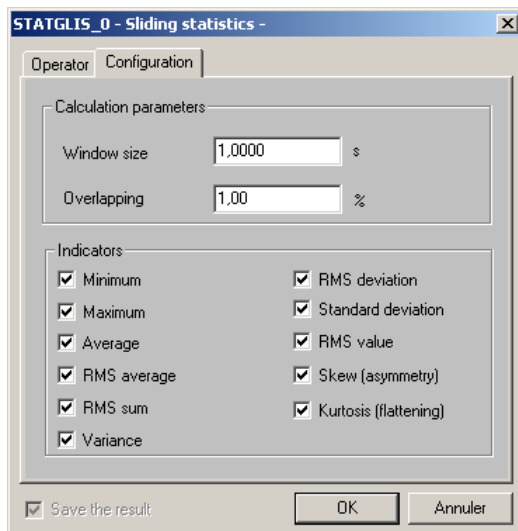 STATGLIS_0 - Sliding statistics -
Operator
Configuration
Calculation parameters
Window size 1,0000 s
Overlapping 1,00 %
Indicators
Minimum
Maximum
Average
RMS average
RMS sum
Variance
RMS deviation
Standard deviation
RMS value
Skew (asymmetry)
Kurtosis (flattening)
Save the result
OK
Annuler